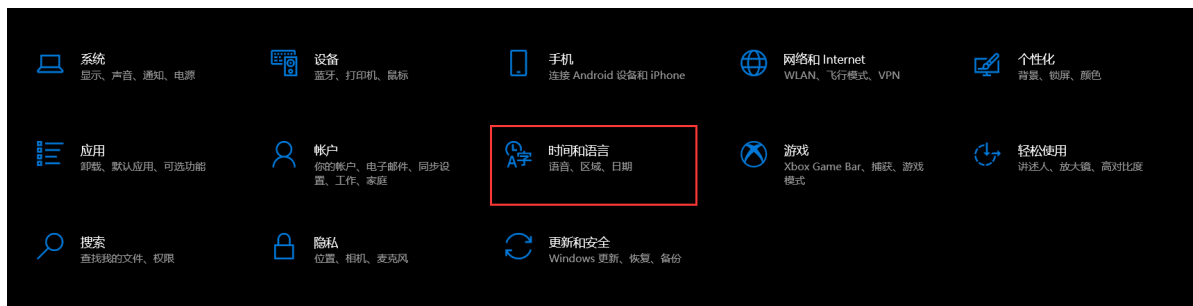 系统
显示、声音、通知、电源
设备
蓝牙、打印机、鼠标
手机
连接 Android 设备和 iPhone
网络和 Internet
WLAN、飞行模式、VPN
个性化
背景、锁屏、颜色
应用
卸载、默认应用、可选功能
帐户
你的帐户、电子邮件、同步设
置、工作、家庭
时间和语言
语音、区域、日期
游戏
Xbox Game Bar、捕获、游戏
模式
轻松使用
讲述人、放大镜、高对比度
搜索
查找我的文件、权限
隐私
位置、相机、麦克风
更新和安全
Windows 更新、恢复、备份